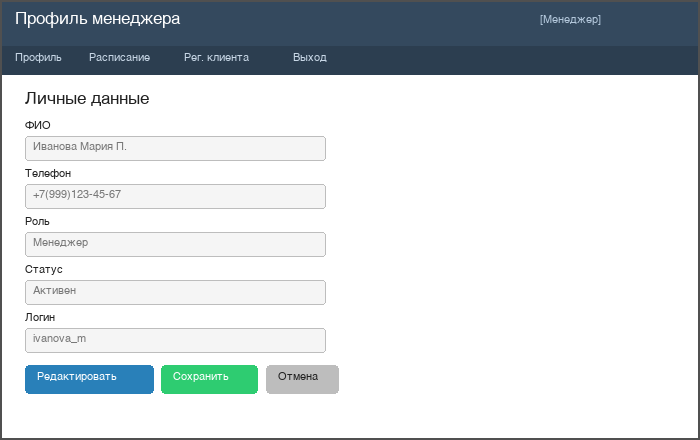 Профиль менеджера [Менеджер]
Профиль Расписание Рег. клиента Выход
Личные данные
ФИО
Иванова Мария П.
Телефон
+7(999)123-45-67
Роль
Менеджер
Статус
Активен
Логин
ivanova_m
Редактировать Сохранить Отмена